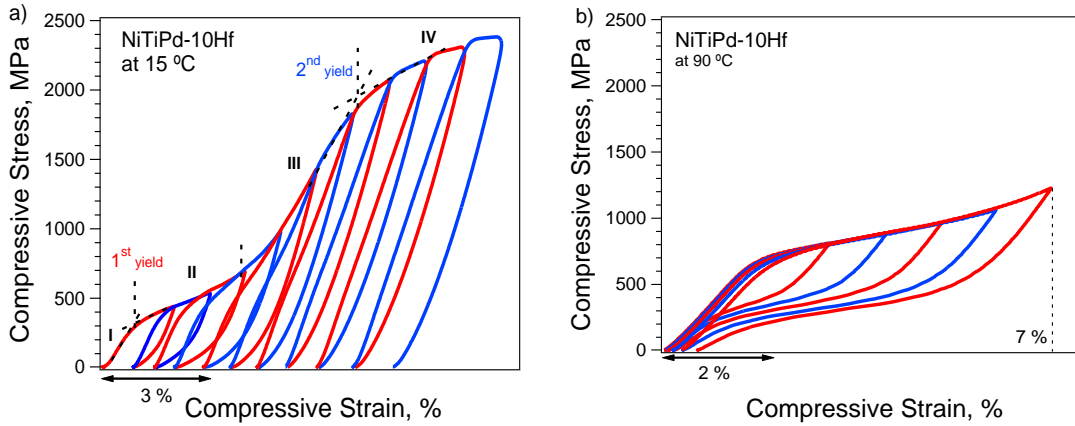 a)
Compressive Stress, MPa
2500
2000
1500
1000
500
0
NiTiPd-10Hf
at 15 ºC
IV
2nd yield
III
1st yield
II
I
3 %
Compressive Strain, %
b)
Compressive Stress, MPa
2500
2000
1500
1000
500
0
NiTiPd-10Hf
at 90 ºC
7 %
2 %
Compressive Strain, %